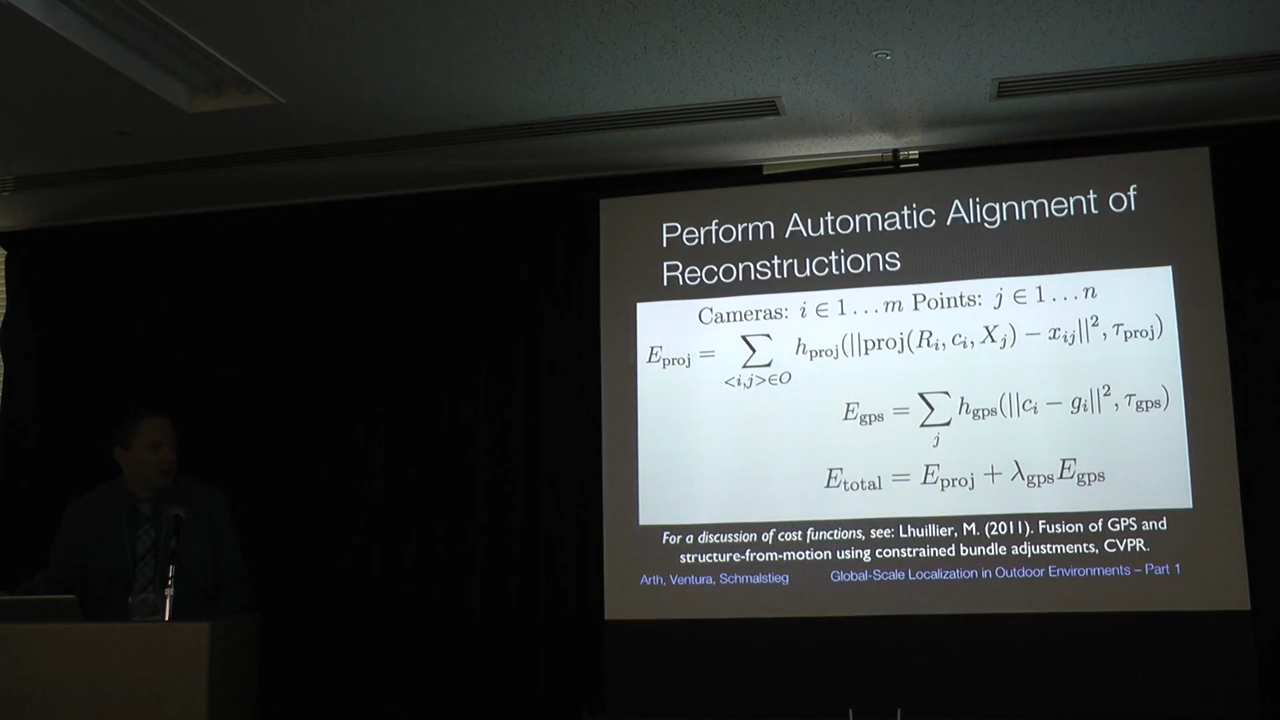 Perform Automatic Alignment of
Reconstructions
Cameras: i ∈ 1 … m Points: j ∈ 1 … n
E_proj = ∑_{<i,j>∈O} h_proj(||proj(R_i, c_i, X_j) − x_ij||², τ_proj)
E_gps = ∑_j h_gps(||c_i − g_i||², τ_gps)
E_total = E_proj + λ_gps E_gps
For a discussion of cost functions, see: Lhuillier, M. (2011). Fusion of GPS and
structure-from-motion using constrained bundle adjustments, CVPR.
Arth, Ventura, Schmalstieg Global-Scale Localization in Outdoor Environments – Part 1